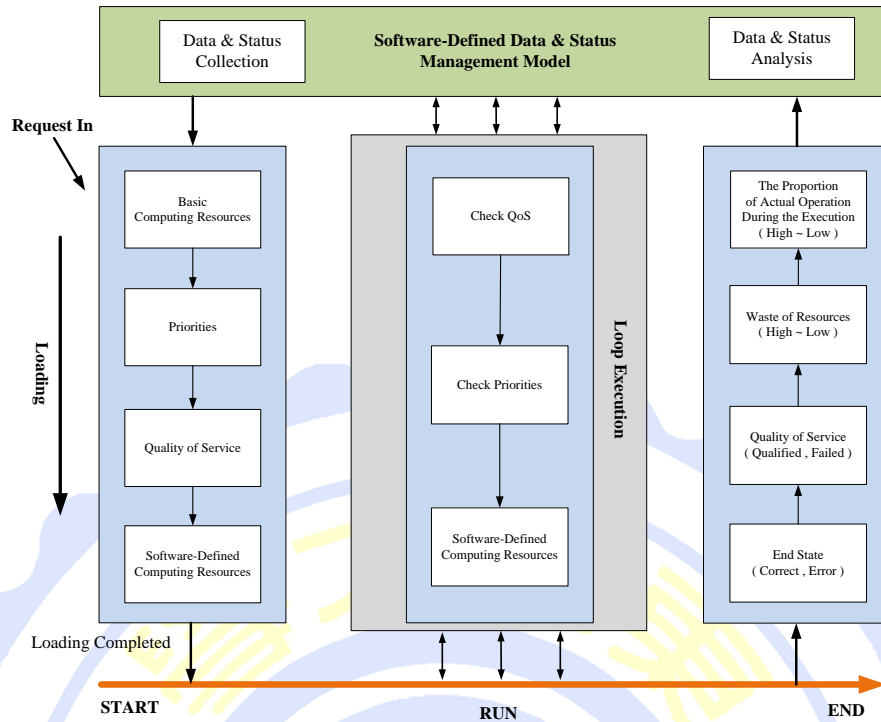 Data & Status
Collection
Software-Defined Data & Status
Management Model
Data & Status
Analysis
Request In
Loading
Basic
Computing Resources
Priorities
Quality of Service
Software-Defined
Computing Resources
Loading Completed
Check QoS
Check Priorities
Software-Defined
Computing Resources
Loop Execution
The Proportion
of Actual Operation
During the Execution
( High ~ Low )
Waste of Resources
( High ~ Low )
Quality of Service
( Qualified , Failed )
End State
( Correct , Error )
START
RUN
END